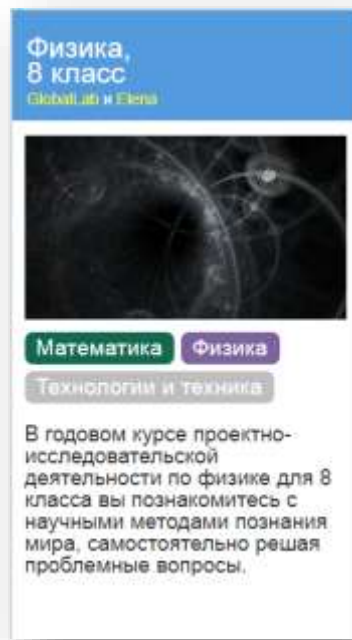 Физика,
8 класс
GlobalLab и Elena
Математика Физика
Технологии и техника
В годовом курсе проектно-
исследовательской
деятельности по физике для 8
класса вы познакомитесь с
научными методами познания
мира, самостоятельно решая
проблемные вопросы.